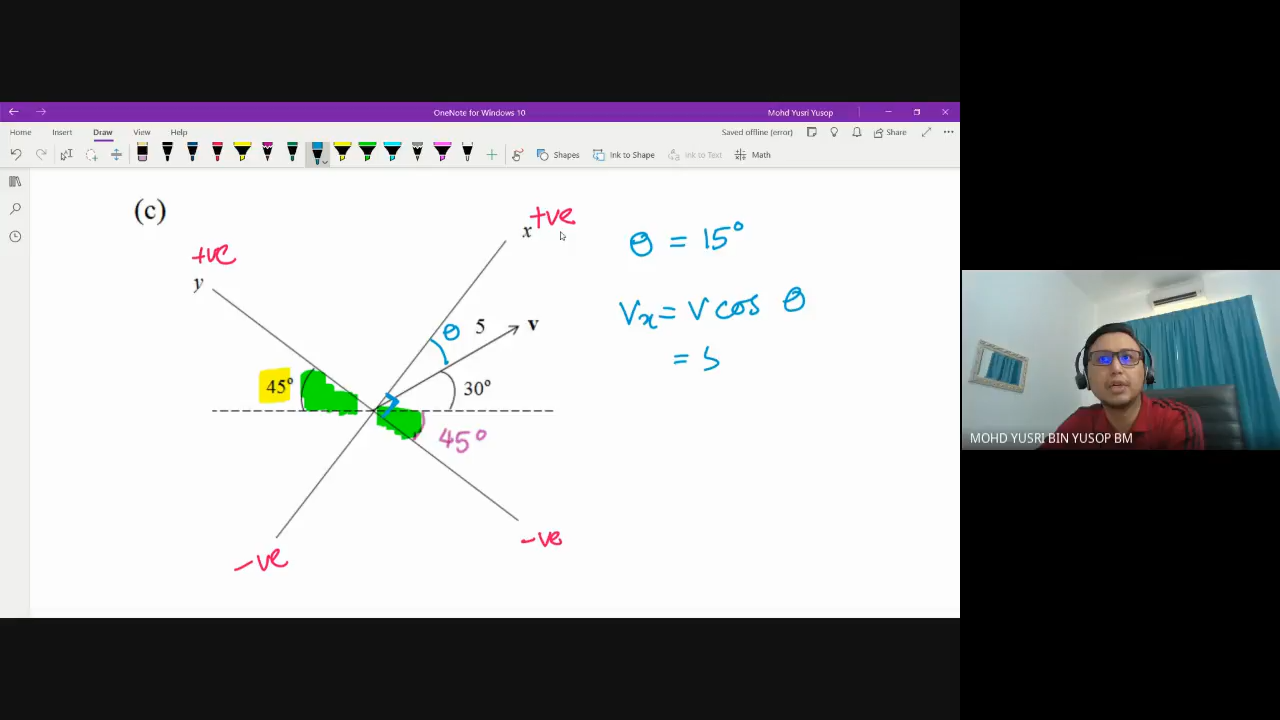 OneNote for Windows 10
Mohd Yusri Yusop
Home Insert Draw View Help
Saved offline (error)
Share
Shapes
Ink to Shape
Ink to Text
Math
(c)
x +ve
+ve
y
θ = 15°
Vx = V cos θ
= 5
θ 5 v
45°
30°
45°
-ve
-ve
MOHD YUSRI BIN YUSOP BM